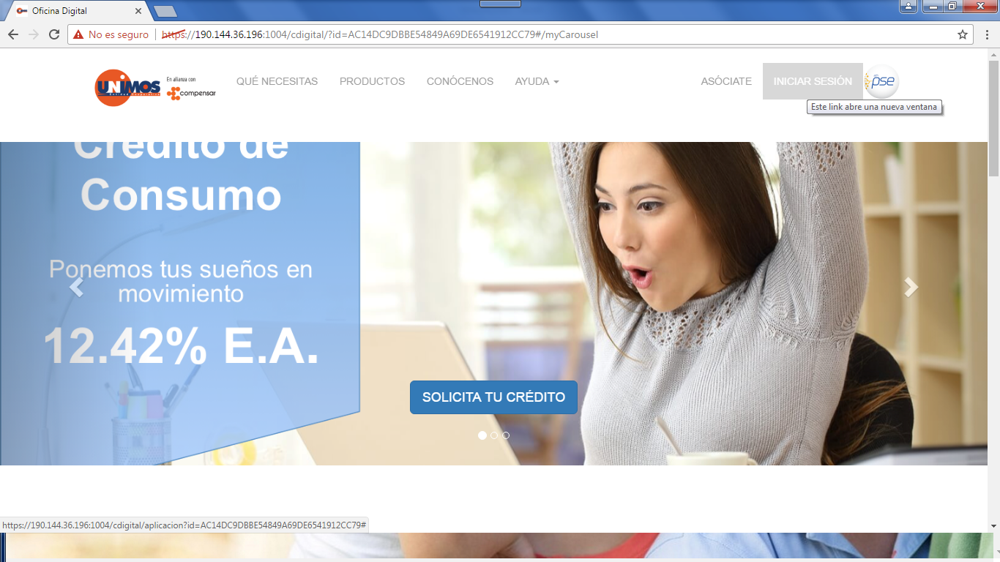 Oficina Digital
No es seguro https://190.144.36.196:1004/cdigital/?id=AC14DC9DBBE54849A69DE6541912CC79#/myCarousel
UNIMOS
Entidad Cooperativa
En alianza con
compensar
QUÉ NECESITAS PRODUCTOS CONÓCENOS AYUDA
ASÓCIATE INICIAR SESIÓN pse
Este link abre una nueva ventana
Crédito de
Consumo
Ponemos tus sueños en
movimiento
12.42% E.A.
SOLICITA TU CRÉDITO
https://190.144.36.196:1004/cdigital/aplicacion?id=AC14DC9DBBE54849A69DE6541912CC79#